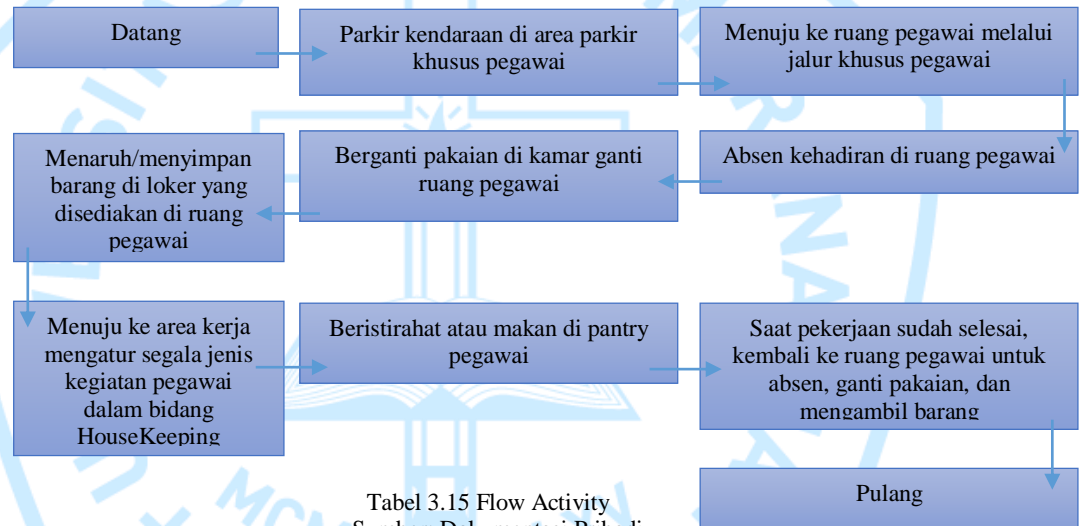 Datang
Parkir kendaraan di area parkir
khusus pegawai
Menuju ke ruang pegawai melalui
jalur khusus pegawai
Absen kehadiran di ruang pegawai
Berganti pakaian di kamar ganti
ruang pegawai
Menaruh/menyimpan
barang di loker yang
disediakan di ruang
pegawai
Menuju ke area kerja
mengatur segala jenis
kegiatan pegawai
dalam bidang
HouseKeeping
Beristirahat atau makan di pantry
pegawai
Saat pekerjaan sudah selesai,
kembali ke ruang pegawai untuk
absen, ganti pakaian, dan
mengambil barang
Pulang
Tabel 3.15 Flow Activity
Sumber: Dokumentasi Pribadi